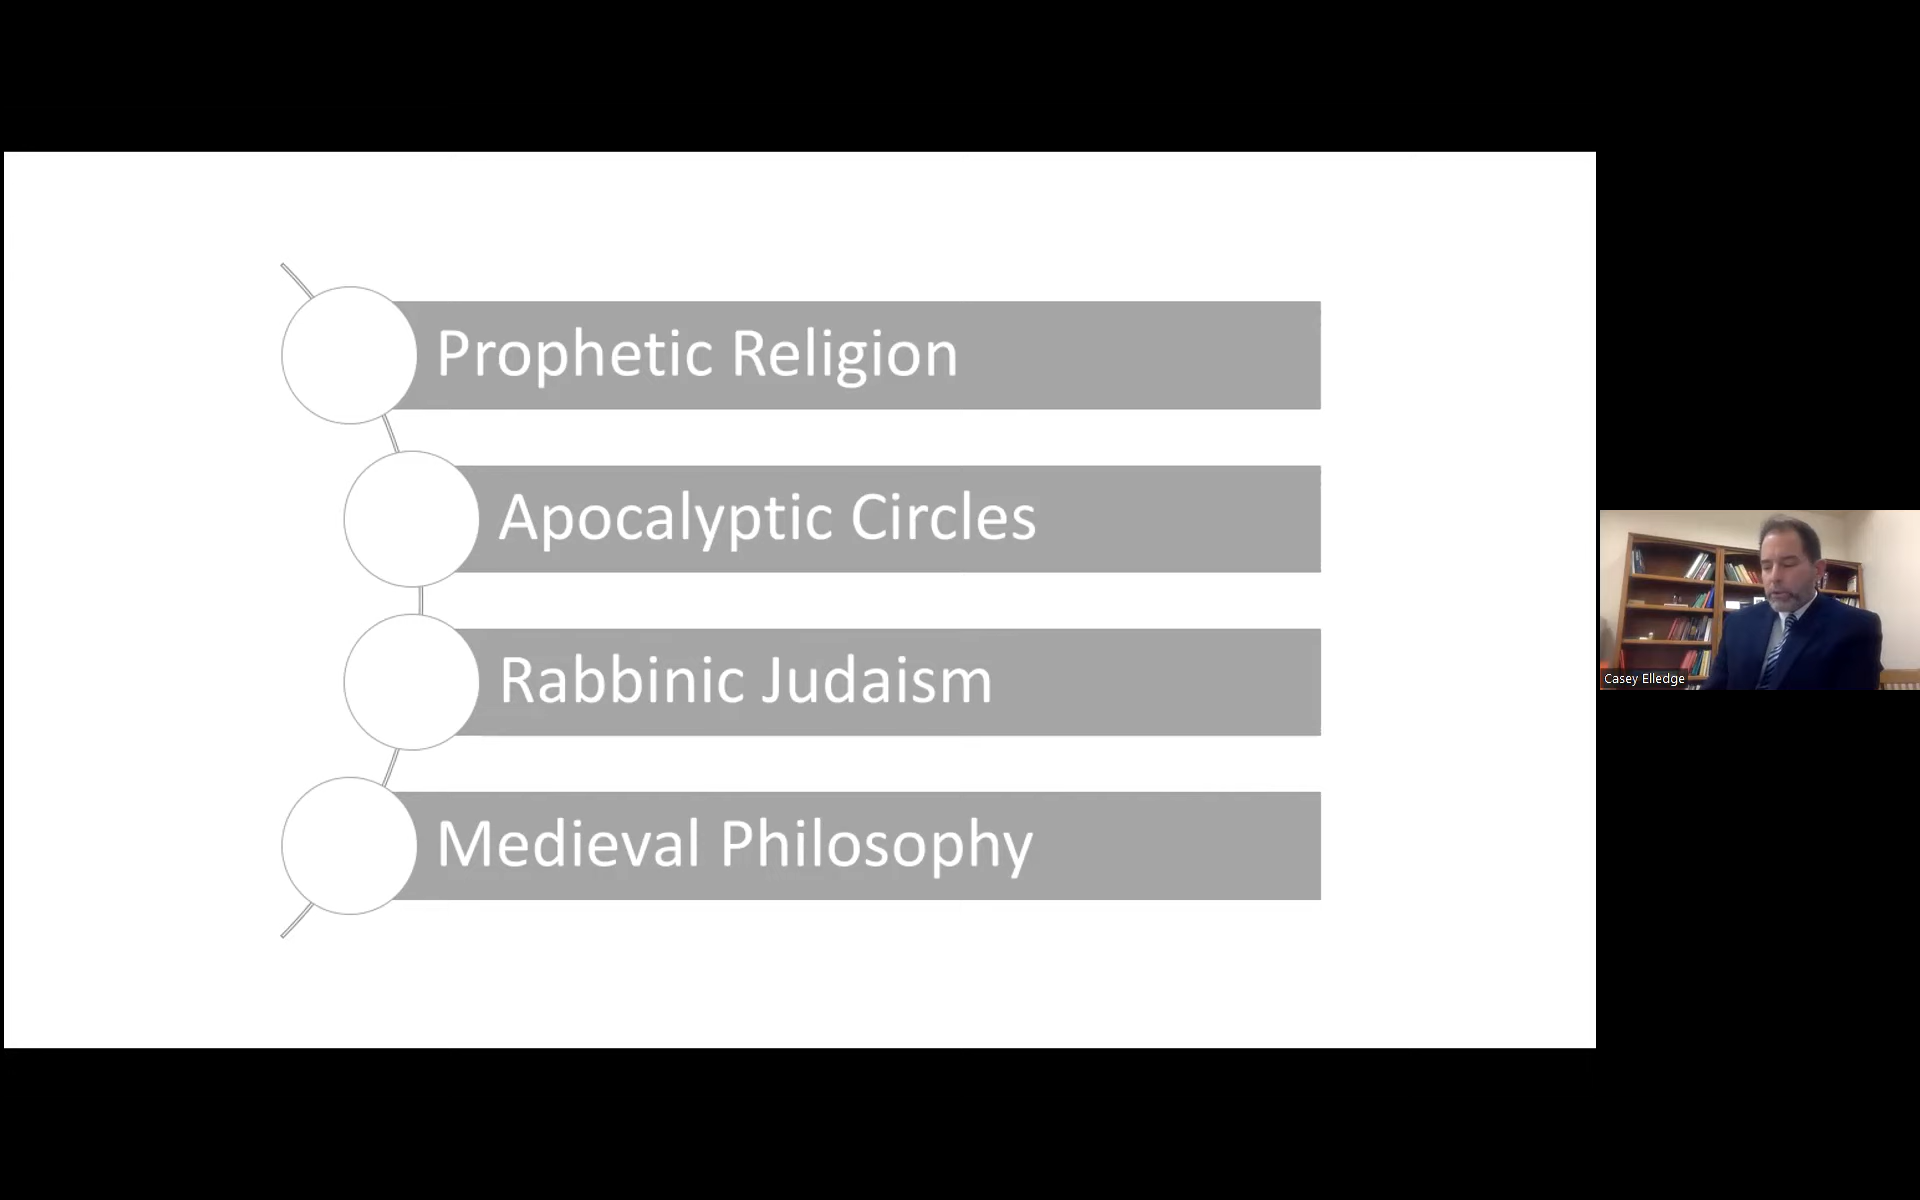 Prophetic Religion
Apocalyptic Circles
Rabbinic Judaism
Medieval Philosophy
Casey Elledge